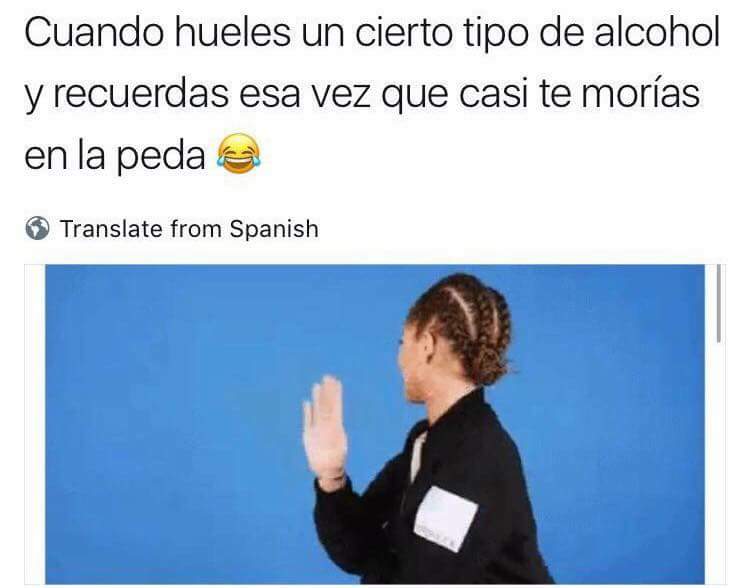 Cuando hueles un cierto tipo de alcohol
y recuerdas esa vez que casi te morías
en la peda 😂
Translate from Spanish